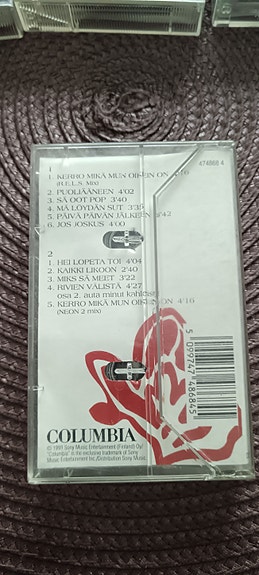 474868 4
1
1. KERRO MIKÄ MUN OIKEIN ON 4'16
(R.E.L.S. MIX)
2. PUOLIÄÄNEEN 4'02
3. SÄ OOT POP 3'40
4. MÄ LÖYDÄN SUT 3'35
5. PÄIVÄ PÄIVÄN JÄLKEEN 3'42
6. JOS JOSKUS 4'00
2
1. HEI LOPETA TOI 4'04
2. KAIKKI LIKOON 2'40
3. MIKS SÄ MEET 3'22
4. RIVIEN VÄLISTÄ 4'27
osa 2. auta minut
5. KERRO MIKÄ MUN OIKEIN ON 4'16
(NEON 2 mix)
5 099747 486845
COLUMBIA
Sony Music Entertainment (Finland) Oy/
"Columbia" is the exclusive trademark of Sony
Music Entertainment Inc./Distribution Sony Music